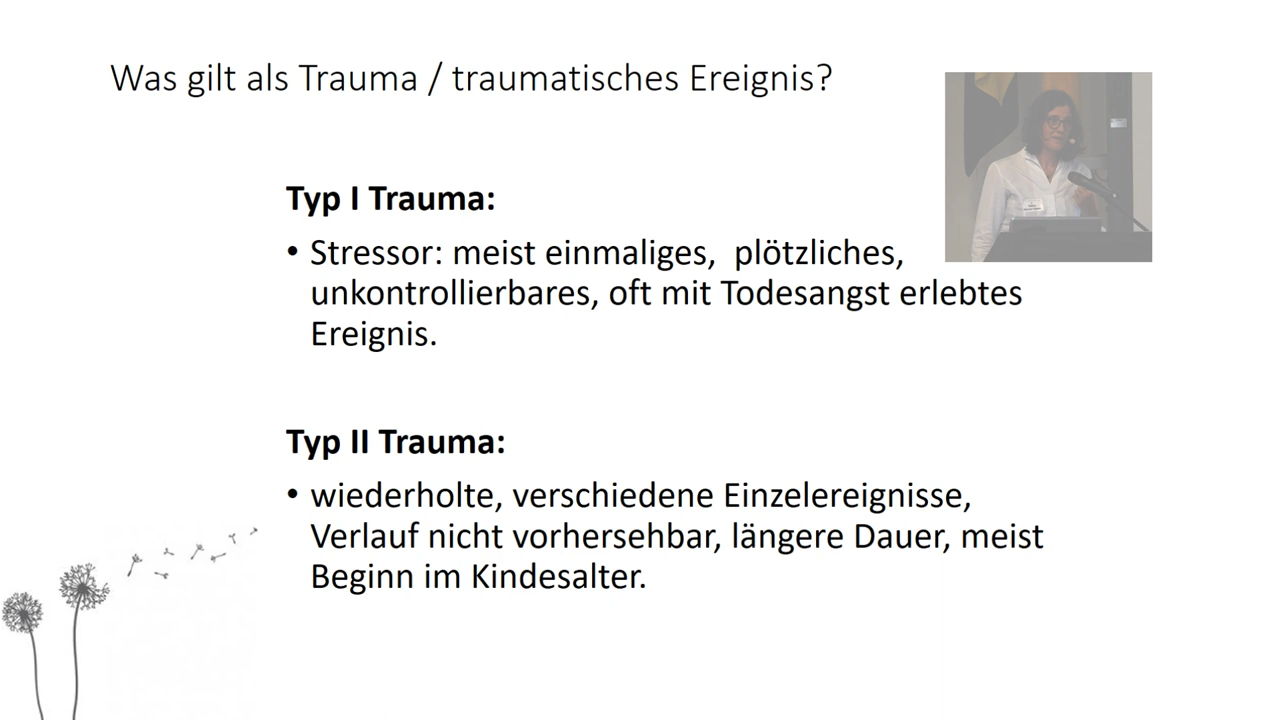 Was gilt als Trauma / traumatisches Ereignis?
Typ I Trauma:
• Stressor: meist einmaliges, plötzliches,
unkontrollierbares, oft mit Todesangst erlebtes
Ereignis.
Typ II Trauma:
• wiederholte, verschiedene Einzelereignisse,
Verlauf nicht vorhersehbar, längere Dauer, meist
Beginn im Kindesalter.